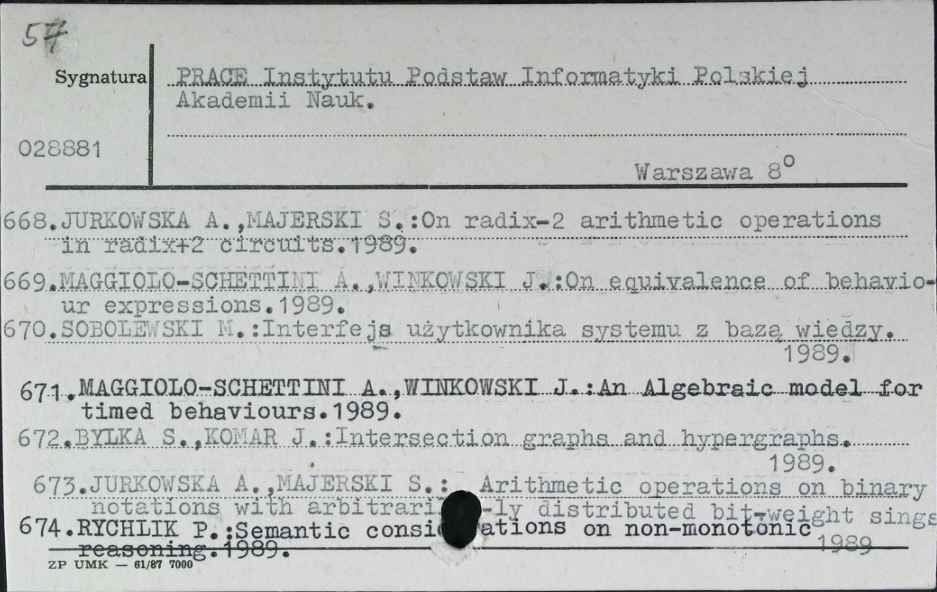 57
Sygnatura
PRACE Instytutu Podstaw Informatyki Polskiej
Akademii Nauk.
028881
Warszawa 8°
668.JURKOWSKA A.,MAJERSKI S.:On radix-2 arithmetic operations
in radix+2 circuits.1989.
669.MAGGIOLO-SCHETTINI A.,WINKOWSKI J.:On equivalence of behavio-
ur expressions.1989.
670.SOBOLEWSKI M.:Interfejs użytkownika systemu z bazą wiedzy.
1989.
671.MAGGIOLO-SCHETTINI A.,WINKOWSKI J.:An Algebraic model for
timed behaviours.1989.
672.BYLKA S.,KOMAR J.:Intersection graphs and hypergraphs.
1989.
673.JURKOWSKA A.,MAJERSKI S.: Arithmetic operations on binary
notations with arbitrari -ly distributed bit-weight sings
1989
674.RYCHLIK P.:Semantic consi ations on non-monotonic
reasoning.1989.
ZP UMK — 61/87 7000